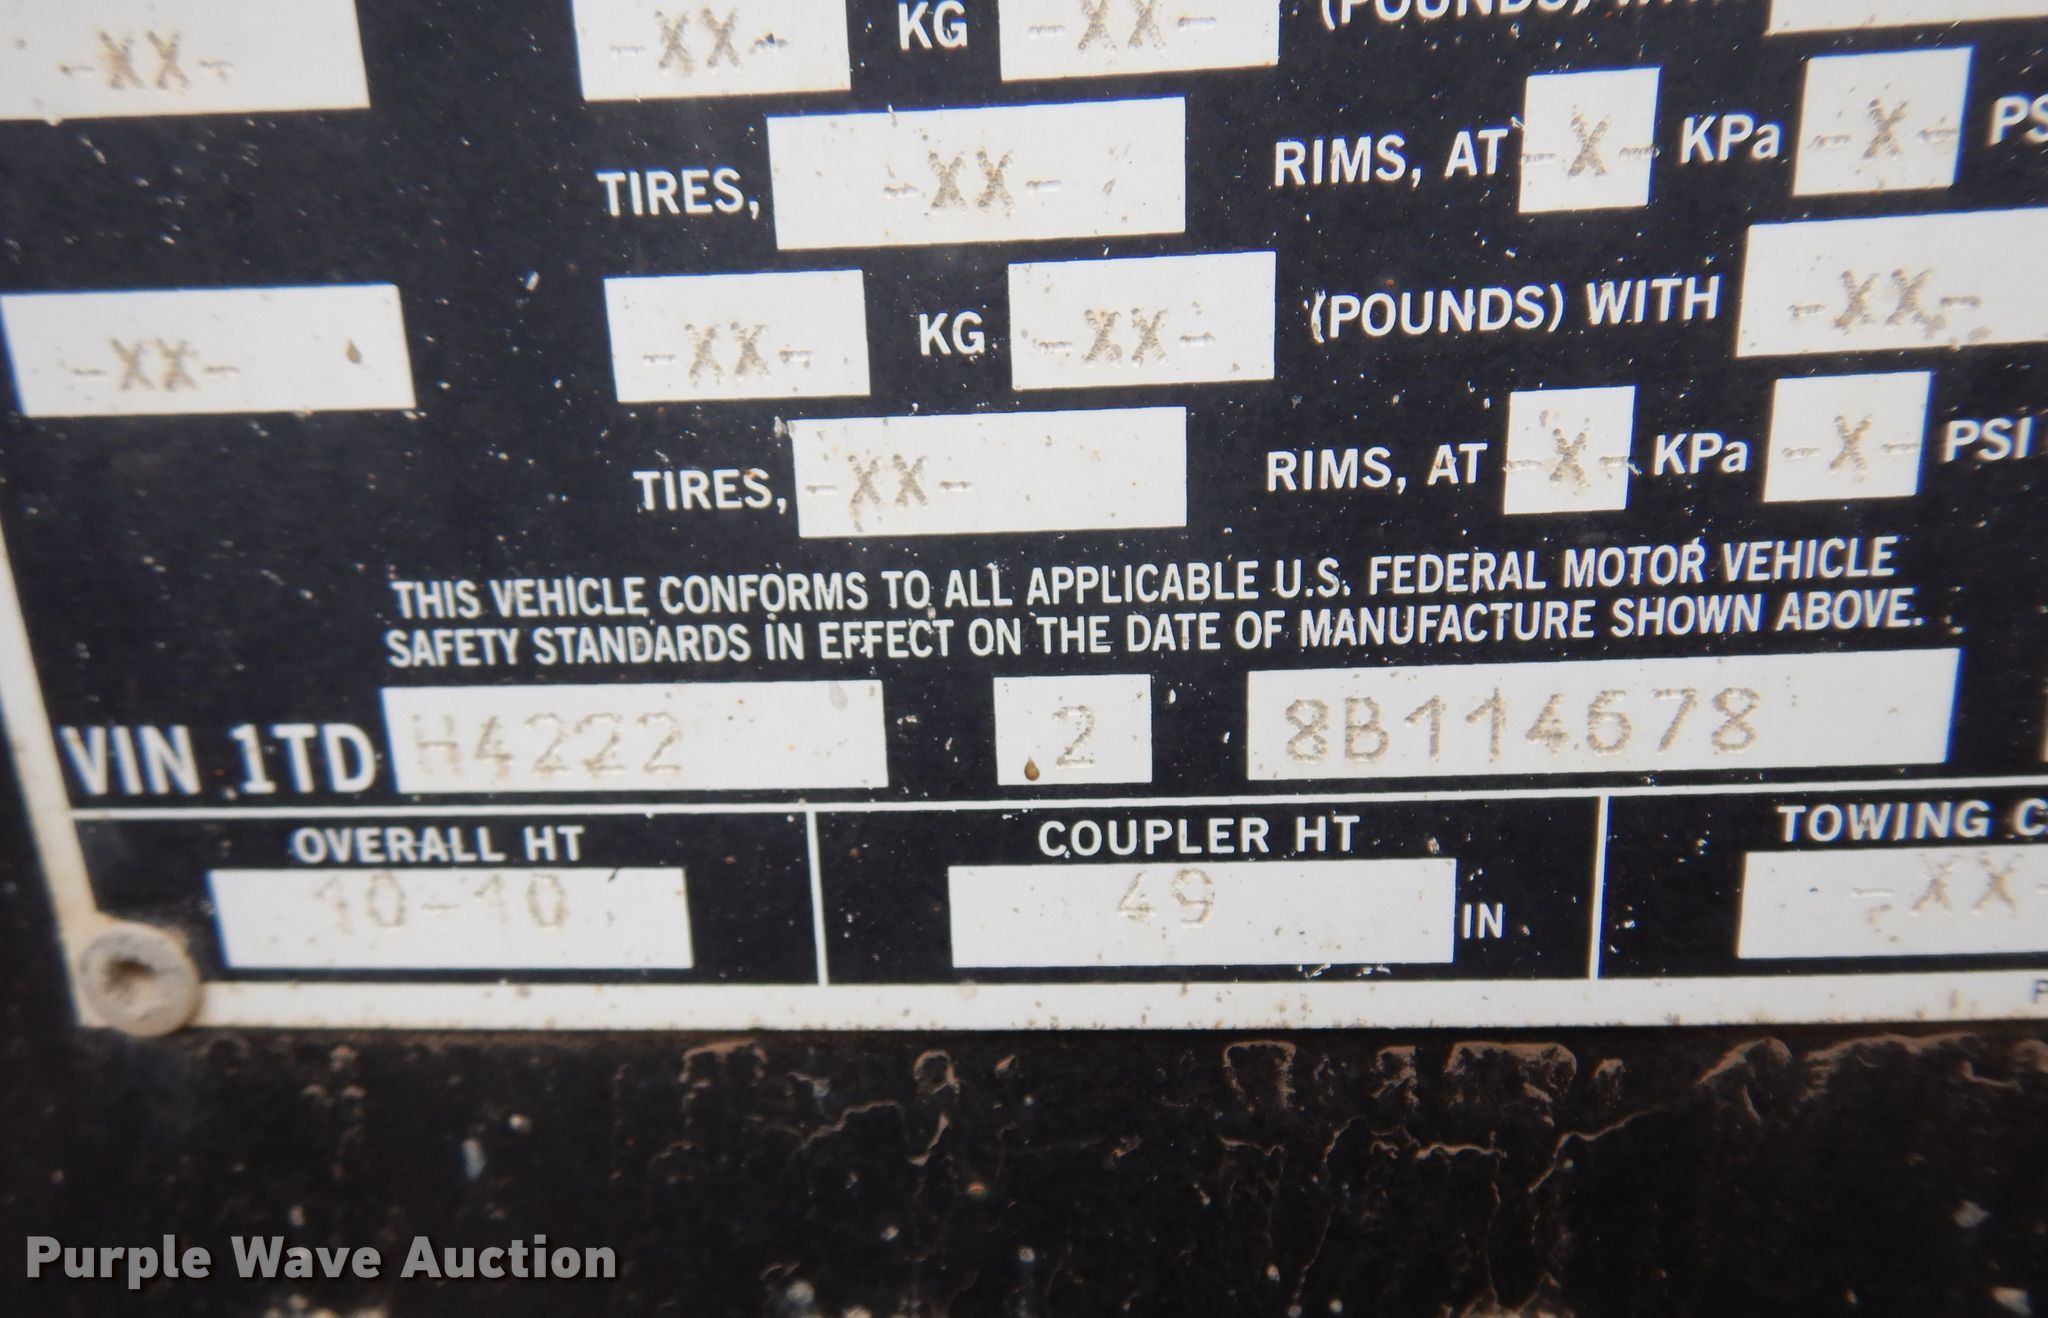 -XX- -XX- KG -XX- (POUNDS) WITH
TIRES, -XX- RIMS, AT -X- KPa -X- PS
-XX- -XX- KG -XX- (POUNDS) WITH -XX-
TIRES, -XX- RIMS, AT -X- KPa -X- PSI
THIS VEHICLE CONFORMS TO ALL APPLICABLE U.S. FEDERAL MOTOR VEHICLE
SAFETY STANDARDS IN EFFECT ON THE DATE OF MANUFACTURE SHOWN ABOVE.
VIN 1TD H4222 2 8B114678
OVERALL HT COUPLER HT TOWING C
10-10 49 IN -XX-
Purple Wave Auction